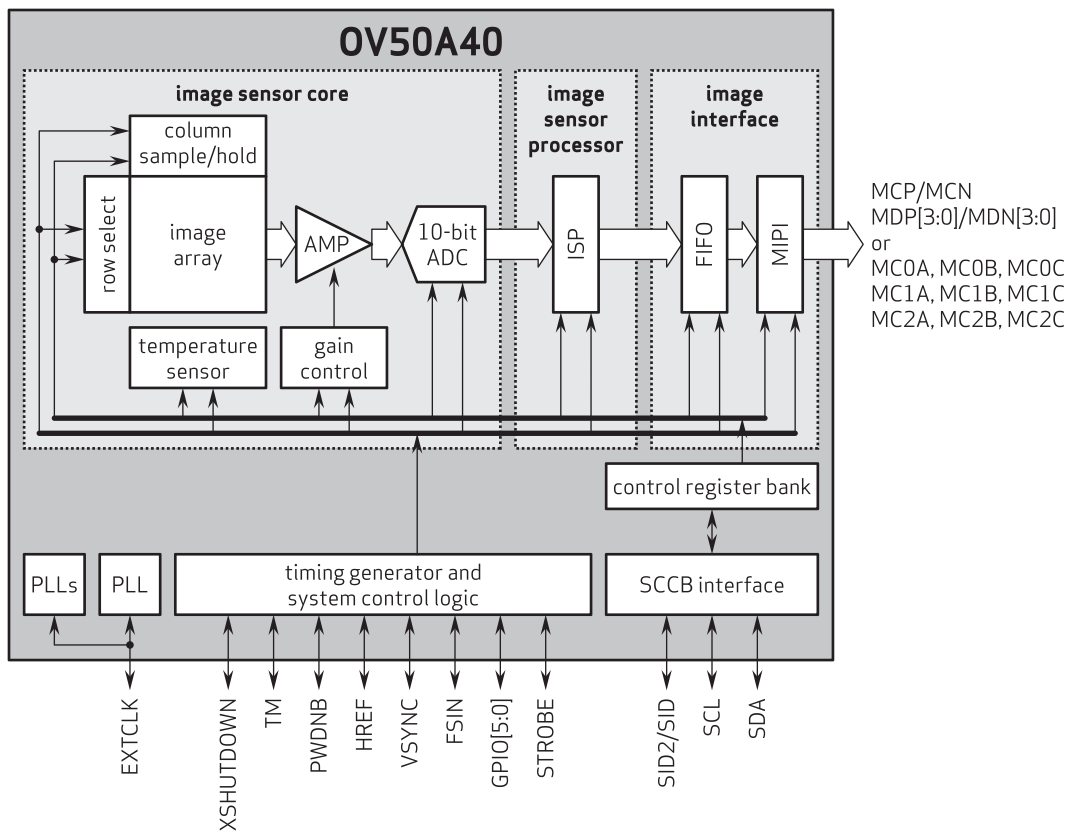 OV50A40
image sensor core
image
sensor
processor
image
interface
column
sample/hold
row select
image
array
AMP
10-bit
ADC
ISP
FIFO
MIPI
MCP/MCN
MDP[3:0]/MDN[3:0]
or
MC0A, MC0B, MC0C
MC1A, MC1B, MC1C
MC2A, MC2B, MC2C
temperature
sensor
gain
control
control register bank
PLLs
PLL
timing generator and
system control logic
SCCB interface
EXTCLK
XSHUTDOWN
TM
PWDNB
HREF
VSYNC
FSIN
GPIO[5:0]
STROBE
SID2/SID
SCL
SDA